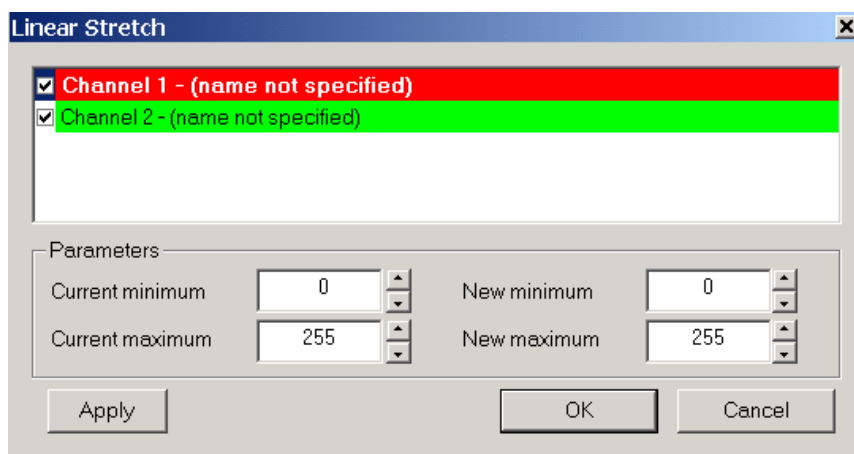 Linear Stretch
Channel 1 - (name not specified)
Channel 2 - (name not specified)
Parameters
Current minimum 0 New minimum 0
Current maximum 255 New maximum 255
Apply OK Cancel